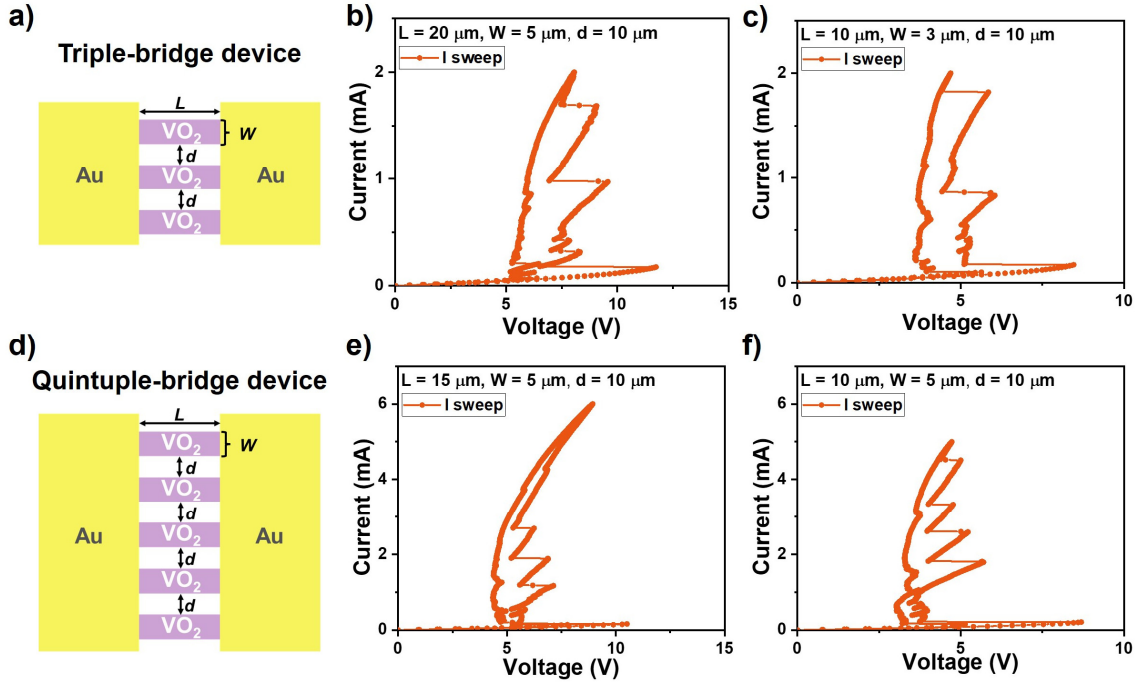 a)
Triple-bridge device
L
VO2
W
d
Au
VO2
Au
d
VO2
b)
L = 20 μm, W = 5 μm, d = 10 μm
I sweep
Current (mA)
2
1
0
0
5
10
15
Voltage (V)
c)
L = 10 μm, W = 3 μm, d = 10 μm
I sweep
Current (mA)
2
1
0
0
5
10
Voltage (V)
d)
Quintuple-bridge device
L
VO2
W
d
VO2
d
Au
VO2
Au
d
VO2
d
VO2
e)
L = 15 μm, W = 5 μm, d = 10 μm
I sweep
Current (mA)
6
4
2
0
0
5
10
15
Voltage (V)
f)
L = 10 μm, W = 5 μm, d = 10 μm
I sweep
Current (mA)
6
4
2
0
0
5
10
Voltage (V)